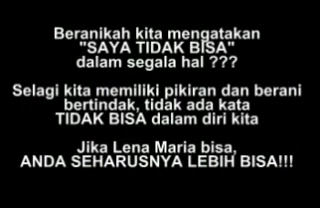 Beranikah kita mengatakan
"SAYA TIDAK BISA"
dalam segala hal ???
Selagi kita memiliki pikiran dan berani
bertindak, tidak ada kata
TIDAK BISA dalam diri kita
Jika Lena Maria bisa,
ANDA SEHARUSNYA LEBIH BISA!!!